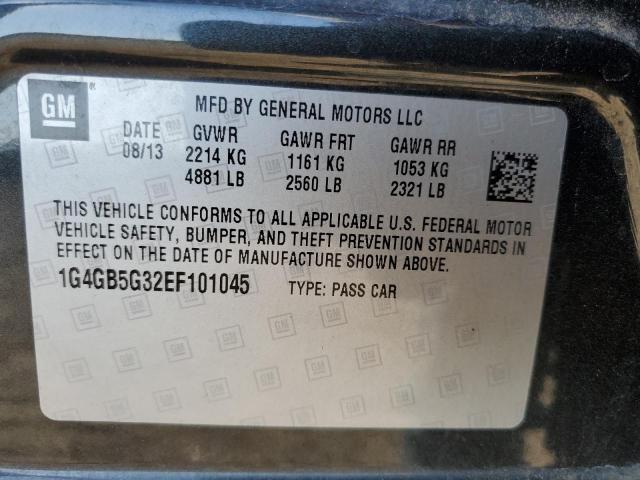 GM
MFD BY GENERAL MOTORS LLC
DATE GVWR GAWR FRT GAWR RR
08/13 2214 KG 1161 KG 1053 KG
4881 LB 2560 LB 2321 LB
THIS VEHICLE CONFORMS TO ALL APPLICABLE U.S. FEDERAL MOTOR
VEHICLE SAFETY, BUMPER, AND THEFT PREVENTION STANDARDS IN
EFFECT ON THE DATE OF MANUFACTURE SHOWN ABOVE.
1G4GB5G32EF101045 TYPE: PASS CAR